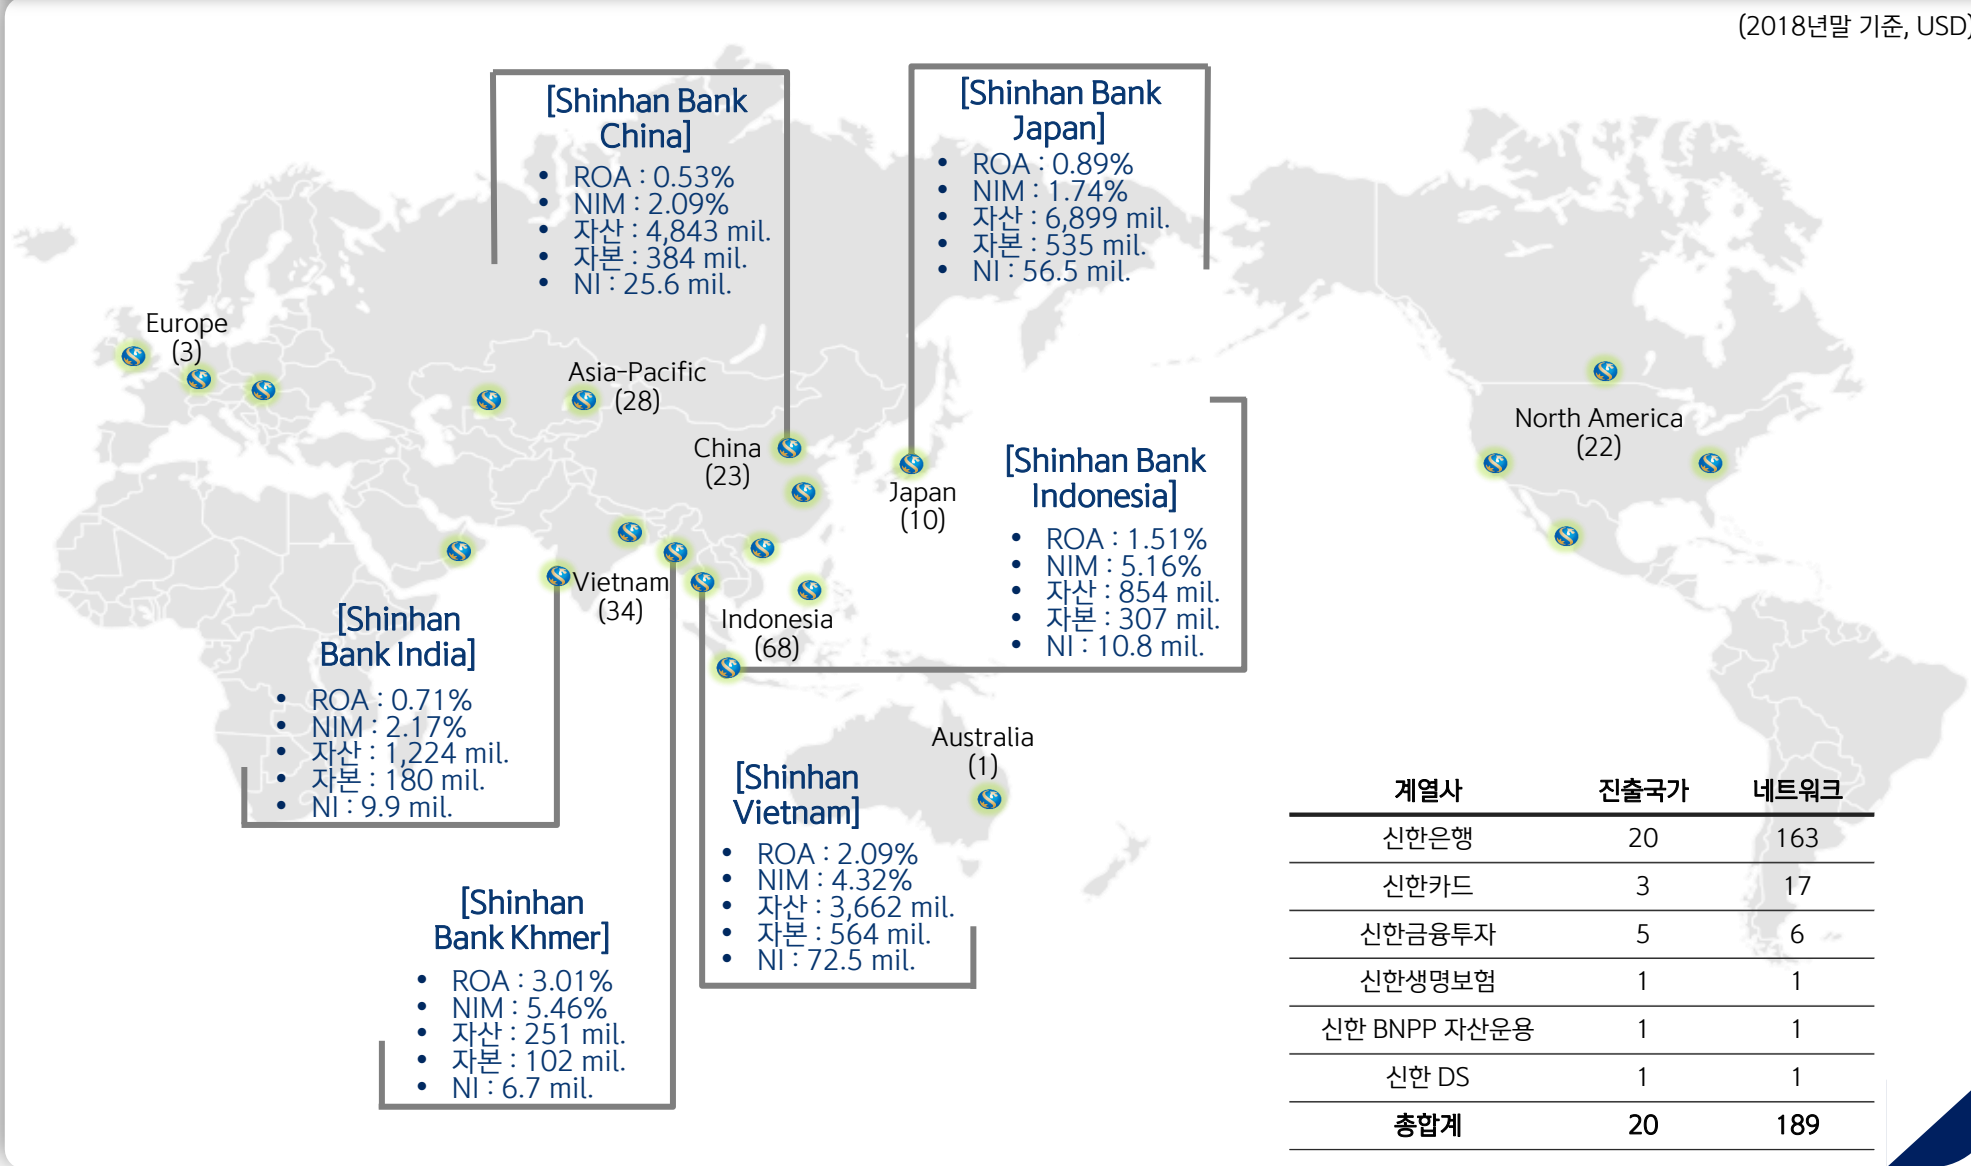 (2018년말 기준, USD)
[Shinhan Bank
China]
• ROA : 0.53%
• NIM : 2.09%
• 자산 : 4,843 mil.
• 자본 : 384 mil.
• NI : 25.6 mil.
[Shinhan Bank
Japan]
• ROA : 0.89%
• NIM : 1.74%
• 자산 : 6,899 mil.
• 자본 : 535 mil.
• NI : 56.5 mil.
Europe
(3)
Asia-Pacific
(28)
China
(23)
Japan
(10)
North America
(22)
[Shinhan Bank
Indonesia]
• ROA : 1.51%
• NIM : 5.16%
• 자산 : 854 mil.
• 자본 : 307 mil.
• NI : 10.8 mil.
Vietnam
(34)
Indonesia
(68)
[Shinhan
Bank India]
• ROA : 0.71%
• NIM : 2.17%
• 자산 : 1,224 mil.
• 자본 : 180 mil.
• NI : 9.9 mil.
Australia
(1)
[Shinhan
Vietnam]
• ROA : 2.09%
• NIM : 4.32%
• 자산 : 3,662 mil.
• 자본 : 564 mil.
• NI : 72.5 mil.
[Shinhan
Bank Khmer]
• ROA : 3.01%
• NIM : 5.46%
• 자산 : 251 mil.
• 자본 : 102 mil.
• NI : 6.7 mil.
계열사 진출국가 네트워크
신한은행 20 163
신한카드 3 17
신한금융투자 5 6
신한생명보험 1 1
신한 BNPP 자산운용 1 1
신한 DS 1 1
총합계 20 189